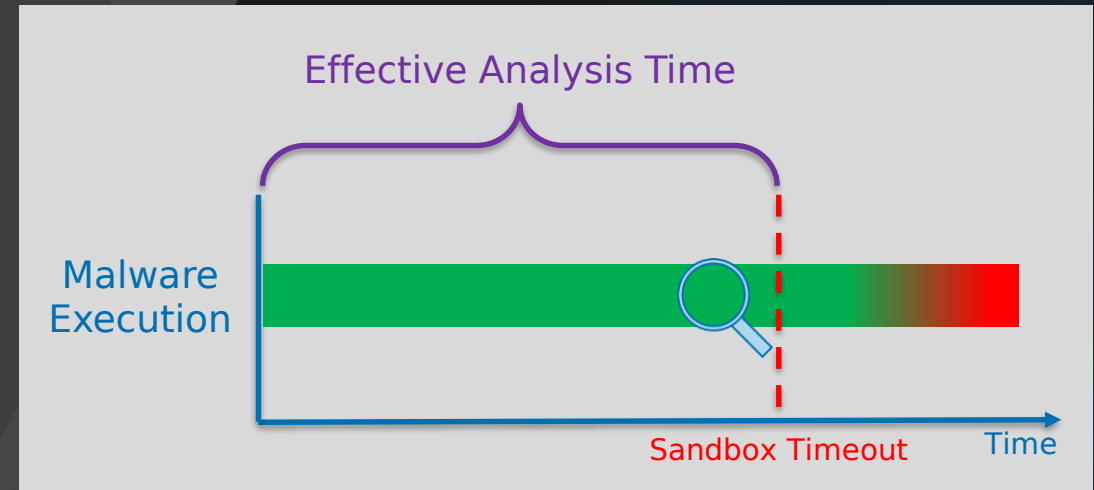 Effective Analysis Time
Malware
Execution
Sandbox Timeout
Time